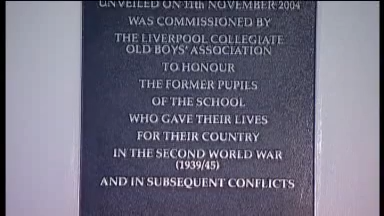 UNVEILED ON 11th NOVEMBER 2004
WAS COMMISSIONED BY
THE LIVERPOOL COLLEGIATE
OLD BOYS' ASSOCIATION
TO HONOUR
THE FORMER PUPILS
OF THE SCHOOL
WHO GAVE THEIR LIVES
FOR THEIR COUNTRY
IN THE SECOND WORLD WAR
(1939/45)
AND IN SUBSEQUENT CONFLICTS